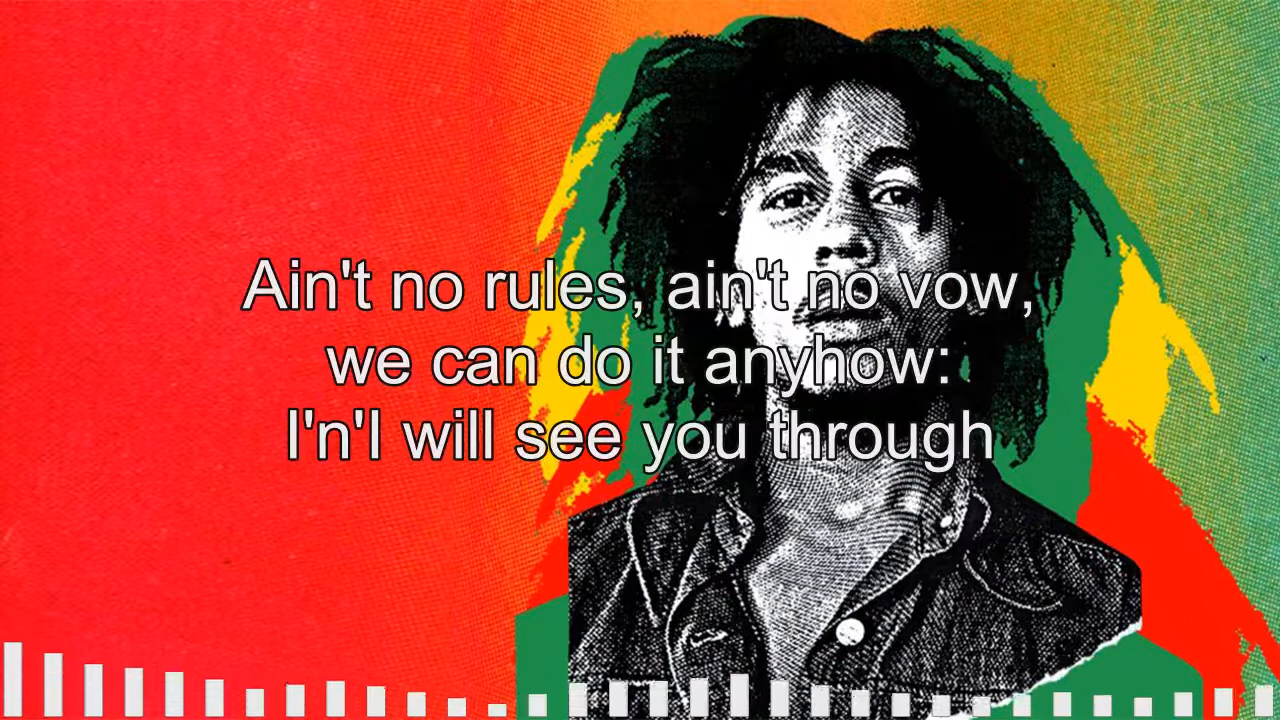 Ain't no rules, ain't no vow,
we can do it anyhow:
I'n'I will see you through